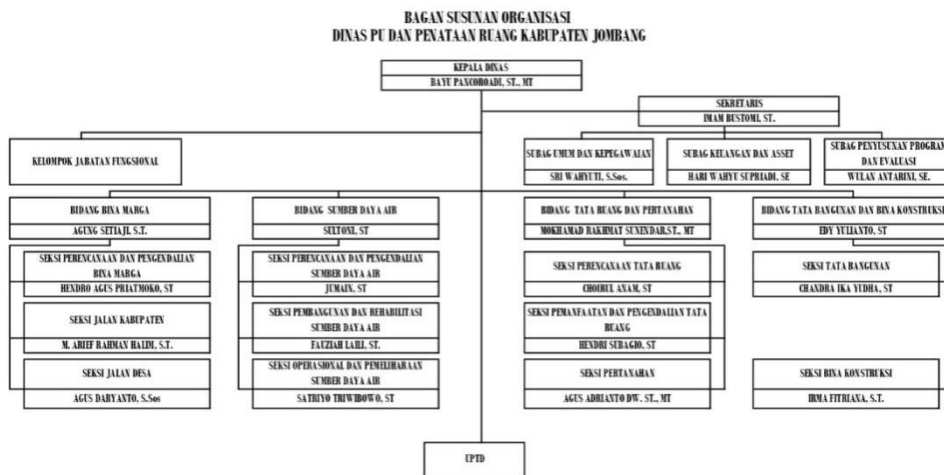 BAGAN SUSUNAN ORGANISASI
DINAS PU DAN PENATAAN RUANG KABUPATEN JOMBANG
KEPALA DINAS
BAYU PANCOROADI, ST., MT
SEKRETARIS
IMAM BUSTOMI, ST.
KELOMPOK JABATAN FUNGSIONAL
SUBAG UMUM DAN KEPEGAWAIAN
SRI WAHYUTI, S.Sos.
SUBAG KEUANGAN DAN ASSET
HARI WAHYU SUPRIADI, SE
SUBAG PENYUSUNAN PROGRAM
DAN EVALUASI
WULAN ANTARINI, SE.
BIDANG BINA MARGA
AGUNG SETIAJI, S.T.
BIDANG SUMBER DAYA AIR
SULTONI, ST
BIDANG TATA RUANG DAN PERTANAHAN
MOKHAMAD RAKHMAT SUNENDAR,ST., MT
BIDANG TATA BANGUNAN DAN BINA KONSTRUKSI
EDY YULIANTO, ST
SEKSI PERENCANAAN DAN PENGENDALIAN
BINA MARGA
HENDRO AGUS PRIATMOKO, ST
SEKSI PERENCANAAN DAN PENGENDALIAN
SUMBER DAYA AIR
JUMAIN, ST
SEKSI PERENCANAAN TATA RUANG
CHOIRUL ANAM, ST
SEKSI TATA BANGUNAN
CHANDRA IKA YUDHA, ST
SEKSI JALAN KABUPATEN
M. ARIEF RAHMAN HALIM, S.T.
SEKSI PEMBANGUNAN DAN REHABILITASI
SUMBER DAYA AIR
FAUZIAH LAILI, ST.
SEKSI PEMANFAATAN DAN PENGENDALIAN TATA
RUANG
HENDRI SUBAGIO, ST
SEKSI JALAN DESA
AGUS DARYANTO, S.Sos
SEKSI OPERASIONAL DAN PEMELIHARAAN
SUMBER DAYA AIR
SATRIYO TRIWIBOWO, ST
SEKSI PERTANAHAN
AGUS ADRIANTO DW. ST., MT
SEKSI BINA KONSTRUKSI
IRMA FITRIANA, S.T.
UPTD